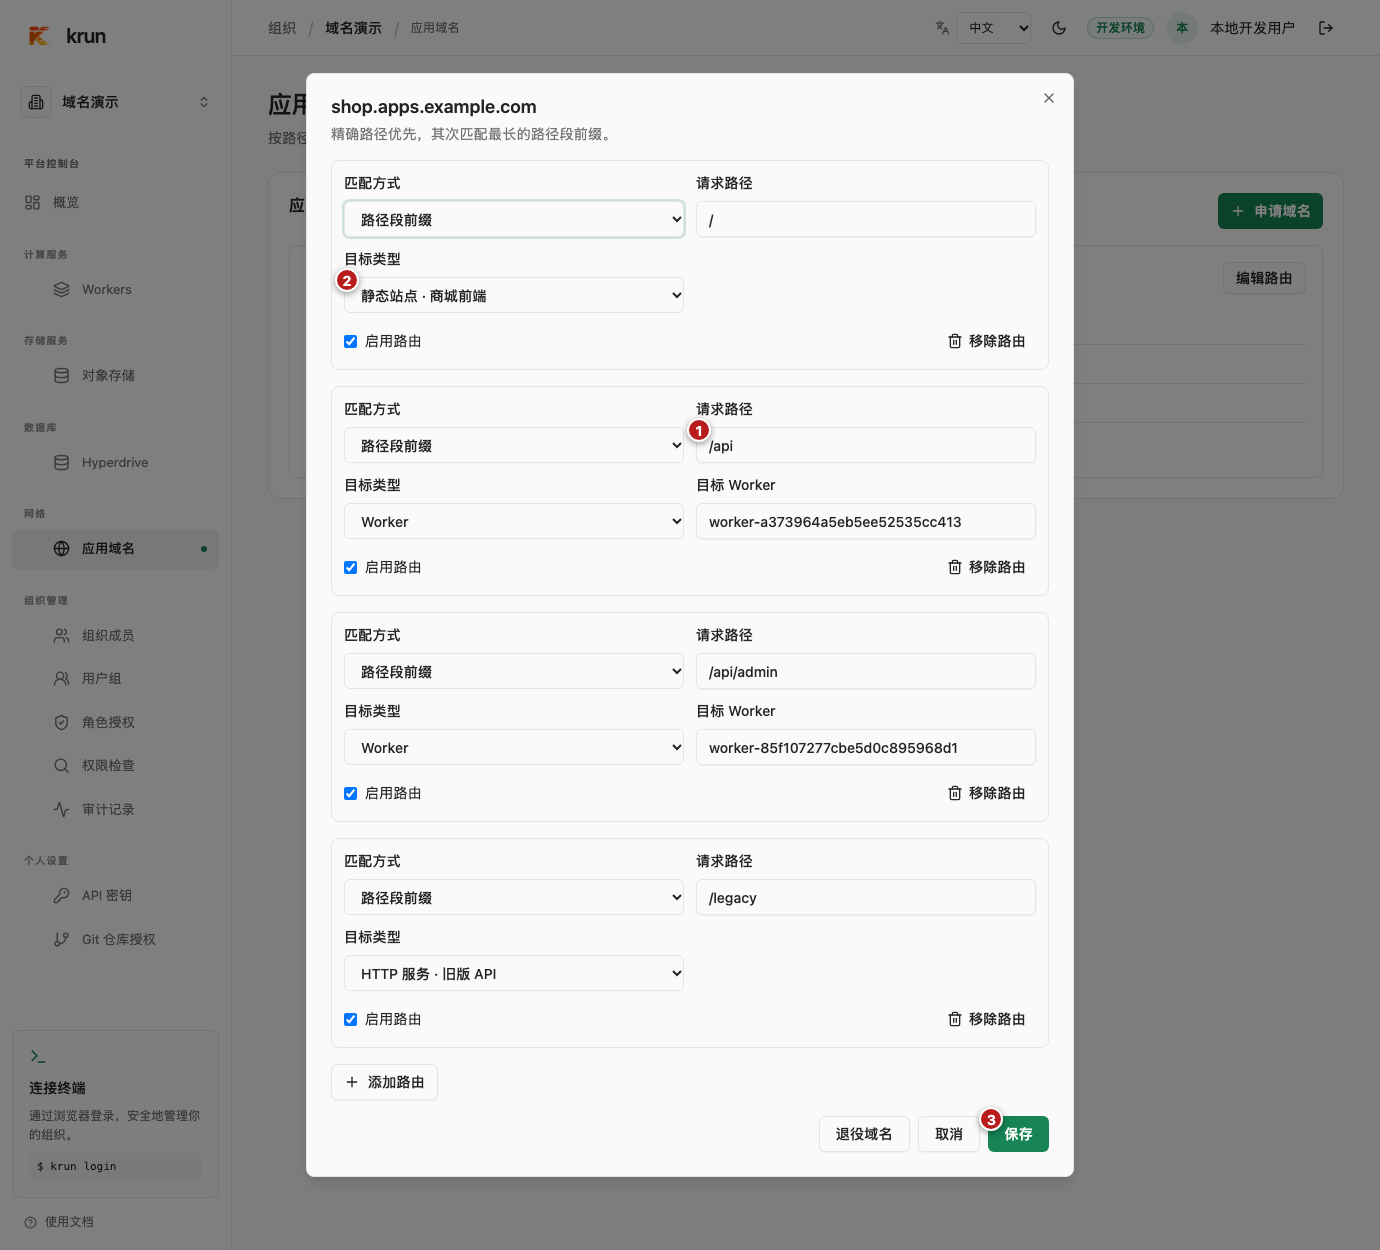 krun
组织 / 域名演示 / 应用域名
中文
开发环境
本
本地开发用户
域名演示
平台控制台
概览
计算服务
Workers
存储服务
对象存储
数据库
Hyperdrive
网络
应用域名
组织管理
组织成员
用户组
角色授权
权限检查
审计记录
个人设置
API 密钥
Git 仓库授权
连接终端
通过浏览器登录，安全地管理你
的组织。
$ krun login
使用文档
应用
按路径
应
申请域名
编辑路由
shop.apps.example.com
精确路径优先，其次匹配最长的路径段前缀。
匹配方式
请求路径
路径段前缀
/
目标类型
2
静态站点 · 商城前端
启用路由
移除路由
匹配方式
请求路径
1
路径段前缀
/api
目标类型
目标 Worker
Worker
worker-a373964a5eb5ee52535cc413
启用路由
移除路由
匹配方式
请求路径
路径段前缀
/api/admin
目标类型
目标 Worker
Worker
worker-85f107277cbe5d0c895968d1
启用路由
移除路由
匹配方式
请求路径
路径段前缀
/legacy
目标类型
HTTP 服务 · 旧版 API
启用路由
移除路由
添加路由
退役域名
取消
3
保存